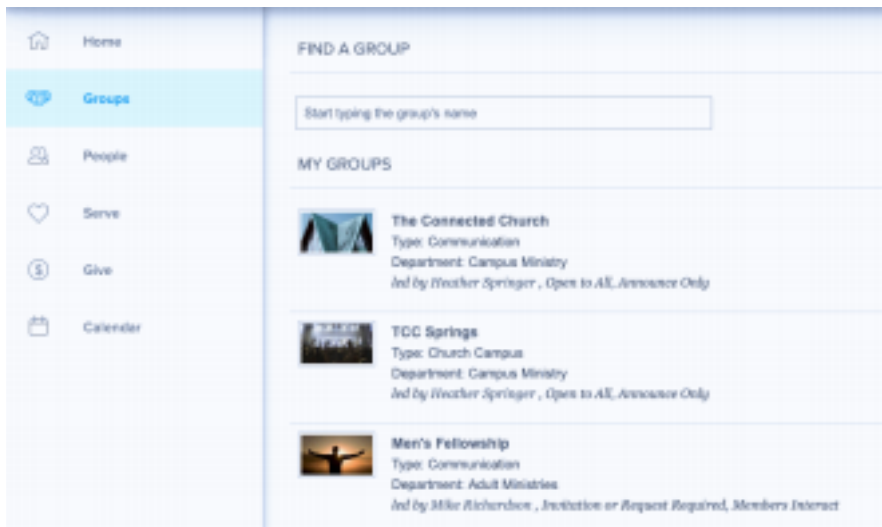 Home
Groups
People
Serve
Give
Calendar
FIND A GROUP
Start typing the group's name
MY GROUPS
The Connected Church
Type: Communication
Department: Campus Ministry
led by Heather Springer , Open to All, Announce Only
TCC Springs
Type: Church Campus
Department: Campus Ministry
led by Heather Springer , Open to All, Announce Only
Men's Fellowship
Type: Communication
Department: Adult Ministries
led by Mike Richardson , Invitation or Request Required, Members Interact